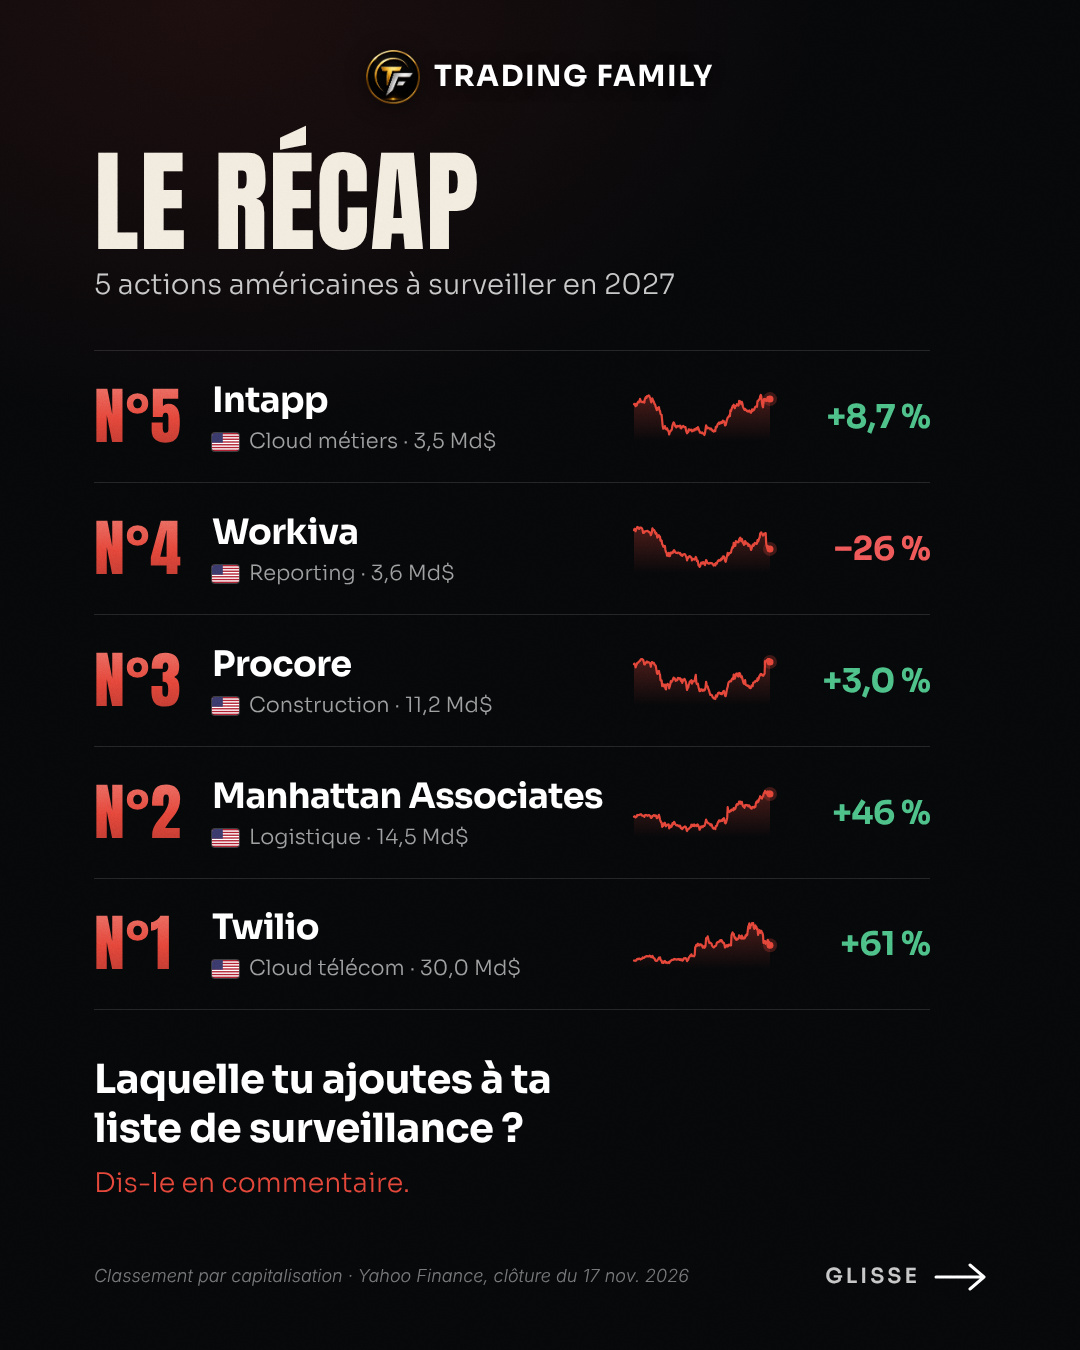 TF TRADING FAMILY
LE RÉCAP
5 actions américaines à surveiller en 2027
N°5 Intapp +8,7 %
Cloud métiers · 3,5 Md$
N°4 Workiva −26 %
Reporting · 3,6 Md$
N°3 Procore +3,0 %
Construction · 11,2 Md$
N°2 Manhattan Associates +46 %
Logistique · 14,5 Md$
N°1 Twilio +61 %
Cloud télécom · 30,0 Md$
Laquelle tu ajoutes à ta
liste de surveillance ?
Dis-le en commentaire.
Classement par capitalisation · Yahoo Finance, clôture du 17 nov. 2026
GLISSE